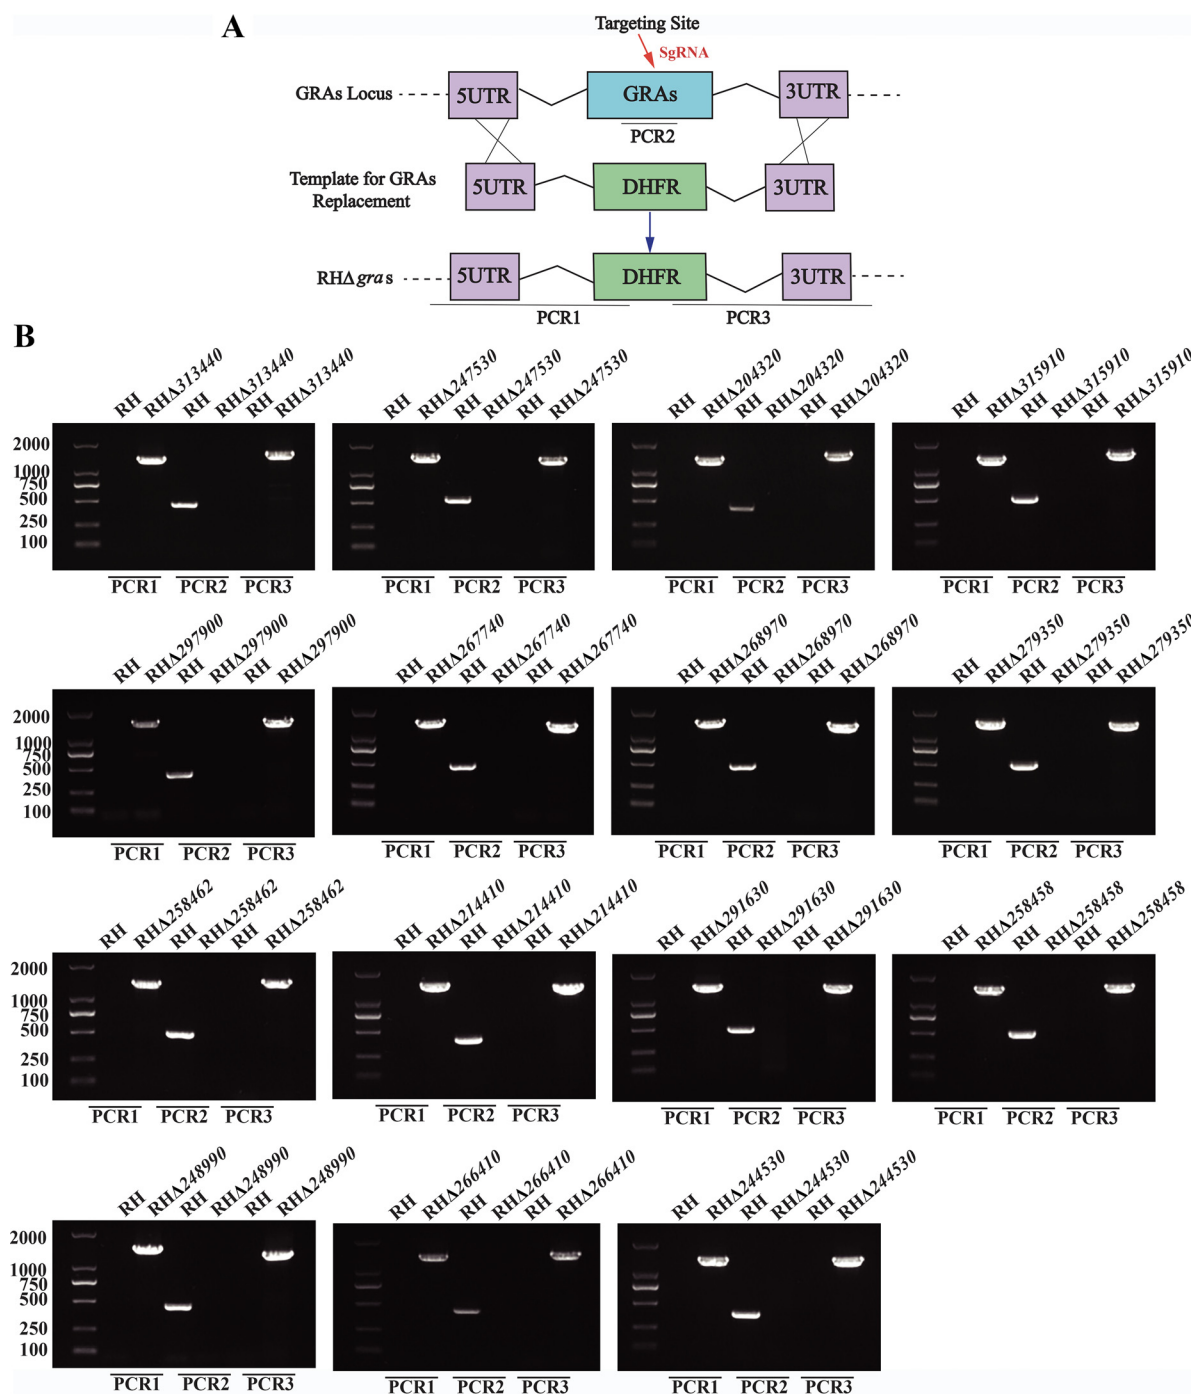 A
Targeting Site
SgRNA
GRAs Locus
5UTR
GRAs
3UTR
PCR2
Template for GRAs
Replacement
5UTR
DHFR
3UTR
RHΔgras
5UTR
DHFR
3UTR
PCR1
PCR3
B
RH RHΔ313440 RH RHΔ313440 RH RHΔ313440
RH RHΔ247530 RH RHΔ247530 RH RHΔ247530
RH RHΔ204320 RH RHΔ204320 RH RHΔ204320
RH RHΔ315910 RH RHΔ315910 RH RHΔ315910
2000
1000
750
500
250
100
PCR1 PCR2 PCR3
PCR1 PCR2 PCR3
PCR1 PCR2 PCR3
PCR1 PCR2 PCR3
RH RHΔ297900 RH RHΔ297900 RH RHΔ297900
RH RHΔ267740 RH RHΔ267740 RH RHΔ267740
RH RHΔ268970 RH RHΔ268970 RH RHΔ268970
RH RHΔ279350 RH RHΔ279350 RH RHΔ279350
2000
1000
750
500
250
100
PCR1 PCR2 PCR3
PCR1 PCR2 PCR3
PCR1 PCR2 PCR3
PCR1 PCR2 PCR3
RH RHΔ258462 RH RHΔ258462 RH RHΔ258462
RH RHΔ214410 RH RHΔ214410 RH RHΔ214410
RH RHΔ291630 RH RHΔ291630 RH RHΔ291630
RH RHΔ258458 RH RHΔ258458 RH RHΔ258458
2000
1000
750
500
250
100
PCR1 PCR2 PCR3
PCR1 PCR2 PCR3
PCR1 PCR2 PCR3
PCR1 PCR2 PCR3
RH RHΔ248990 RH RHΔ248990 RH RHΔ248990
RH RHΔ266410 RH RHΔ266410 RH RHΔ266410
RH RHΔ244530 RH RHΔ244530 RH RHΔ244530
2000
1000
750
500
250
100
PCR1 PCR2 PCR3
PCR1 PCR2 PCR3
PCR1 PCR2 PCR3